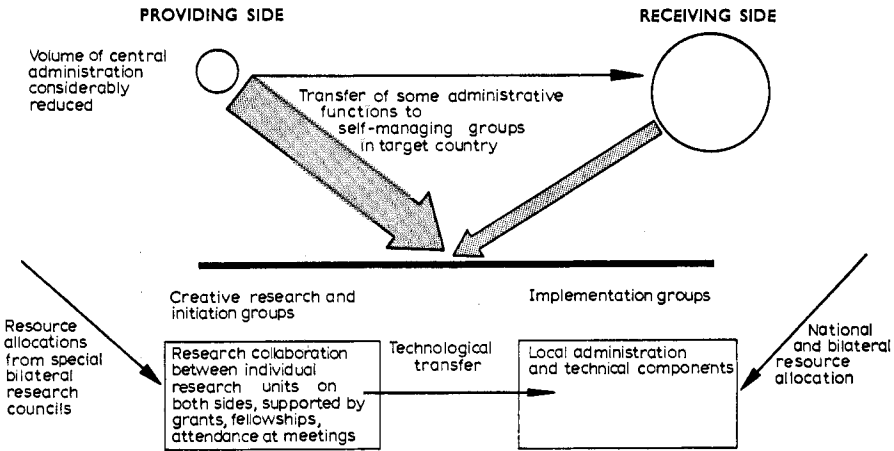 PROVIDING SIDE
RECEIVING SIDE
Volume of central
administration
considerably
reduced
Transfer of some administrative
functions to
self-managing groups
in target country
Creative research and
initiation groups
Implementation groups
Resource
allocations
from special
bilateral
research
councils
Research collaboration
between individual
research units on
both sides, supported by
grants, fellowships,
attendance at meetings
Technological
transfer
Local administration
and technical components
National
and bilateral
resource
allocation